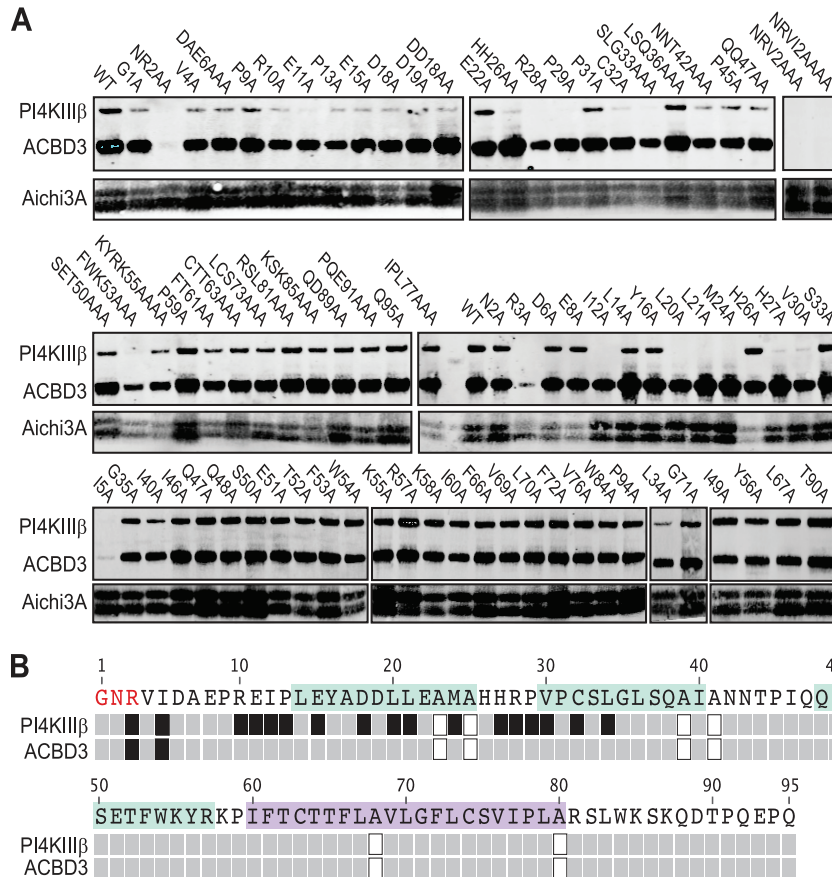 A
WT G1A NR2AA V4A DAE6AAA P9A R10A E11A P13A E15A D18A D19A DD18AA E22A HH26AA R28A P29A P31A C32A SLG33AAA LSQ36AAA NNT42AAA P45A QQ47AA NRV2AAA NRVI2AAAA
PI4KIIIβ
ACBD3
Aichi3A
SET50AAA FWK53AAA KYRK55AAAA P59A FT61AA CTT63AAA LCS73AAA RSL81AAA KSK85AAA QD89AA PQE91AAA Q95A IPL77AAA WT N2A R3A D6A E8A I12A L14A Y16A L20A L21A M24A H26A H27A V30A S33A
PI4KIIIβ
ACBD3
Aichi3A
I5A G35A I40A I46A Q47A Q48A S50A E51A T52A F53A W54A K55A R57A K58A I60A F66A V69A L70A F72A V76A W84A P94A L34A G71A I49A Y56A L67A T90A
PI4KIIIβ
ACBD3
Aichi3A
B
1 10 20 30 40 4
GNRVIDAEPREIPLEYADDLLEAMAHHRPVPCSLGLSQAIANNTPIQQ
PI4KIIIβ
ACBD3
50 60 70 80 90 95
SETFWKYRKPIFTCTTFLAVLGFLCSVIPLARSLWKSKQDTPQEPQ
PI4KIIIβ
ACBD3